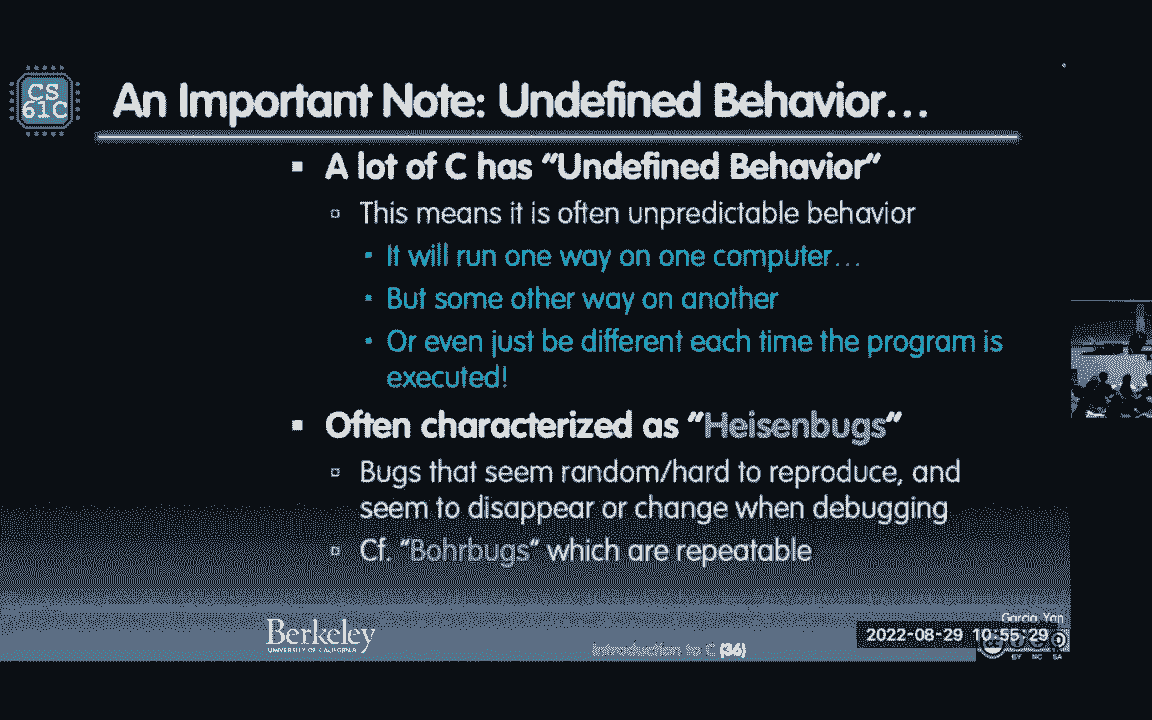 CS
61C
An Important Note: Undefined Behavior…
▪ A lot of C has “Undefined Behavior”
▫ This means it is often unpredictable behavior
▪ It will run one way on one computer…
▪ But some other way on another
▪ Or even just be different each time the program is
executed!
▪ Often characterized as “Heisenbugs”
▫ Bugs that seem random/hard to reproduce, and
seem to disappear or change when debugging
▫ Cf. “Bohrbugs” which are repeatable
Garcia, Yan
Berkeley
UNIVERSITY OF CALIFORNIA
2022-08-29 10:55:29
Introduction to C (36)
BY NC SA